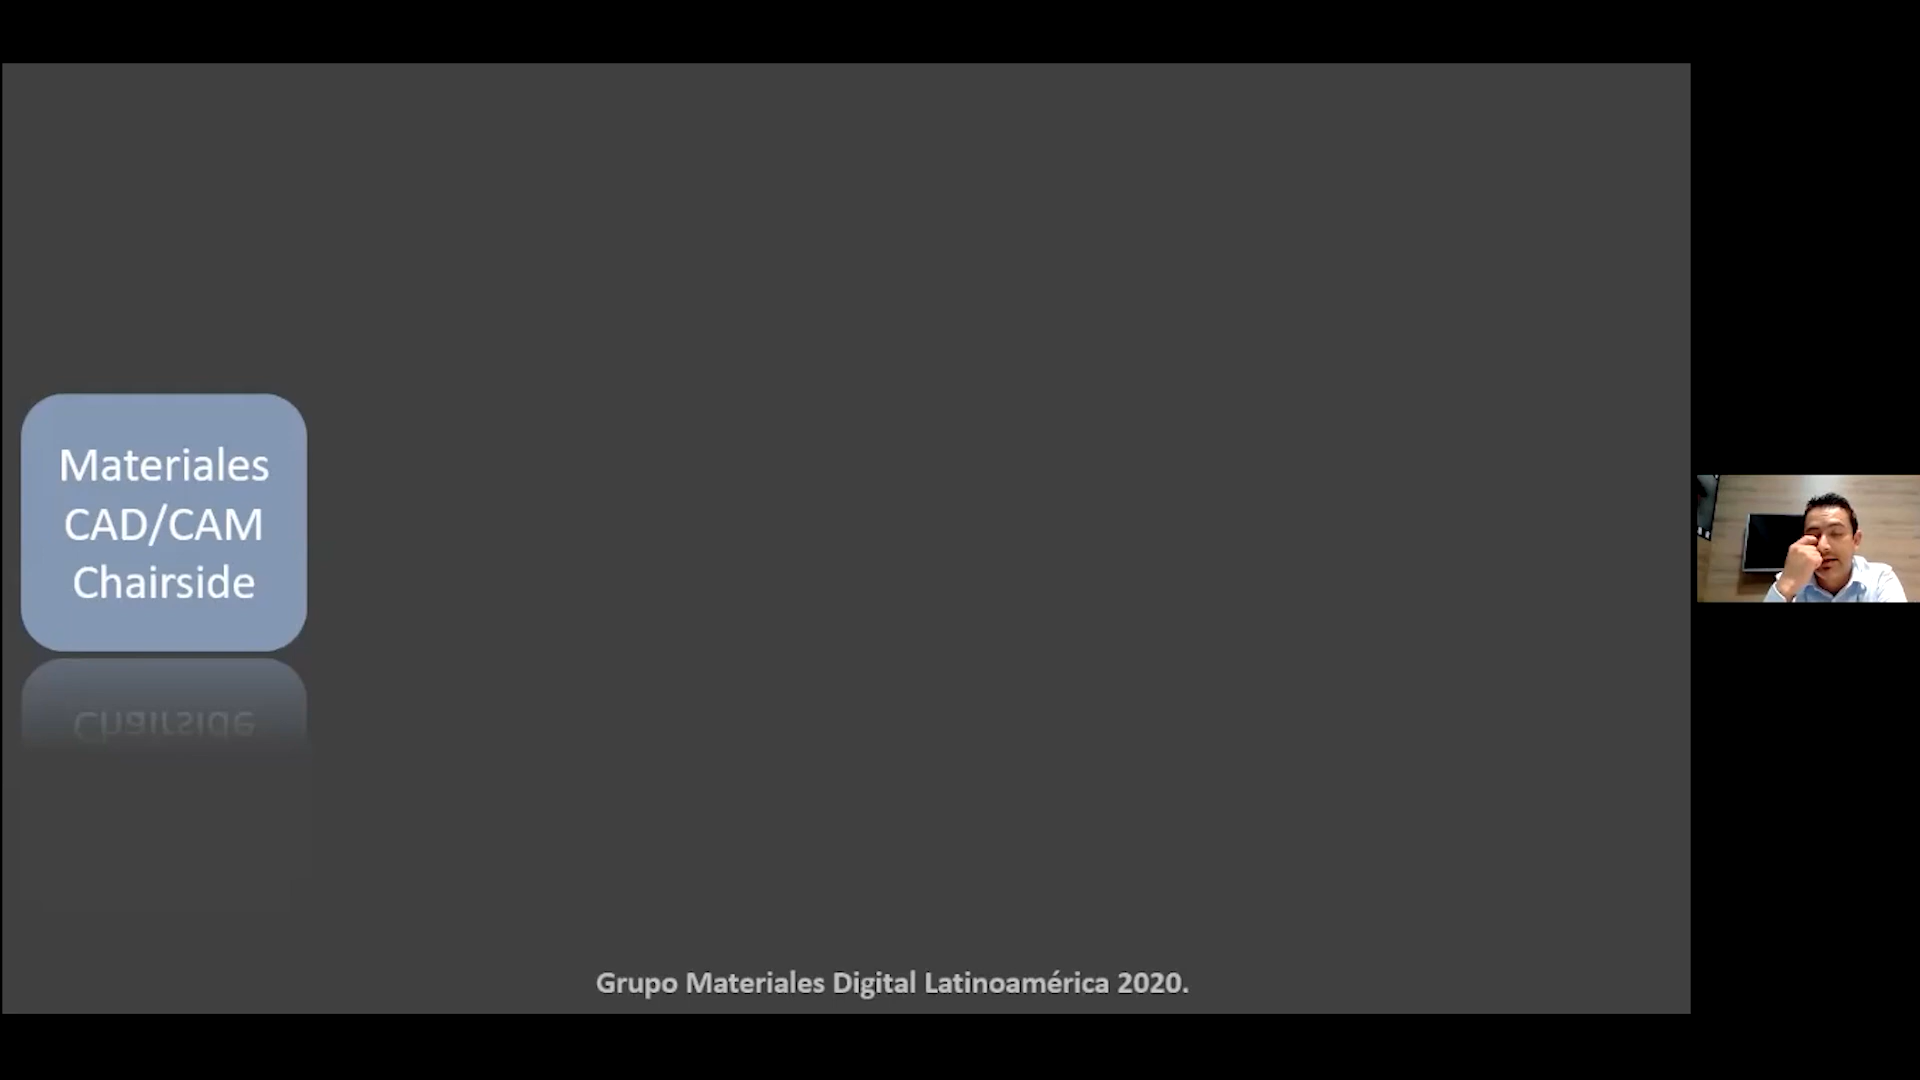 Materiales
CAD/CAM
Chairside
Grupo Materiales Digital Latinoamérica 2020.